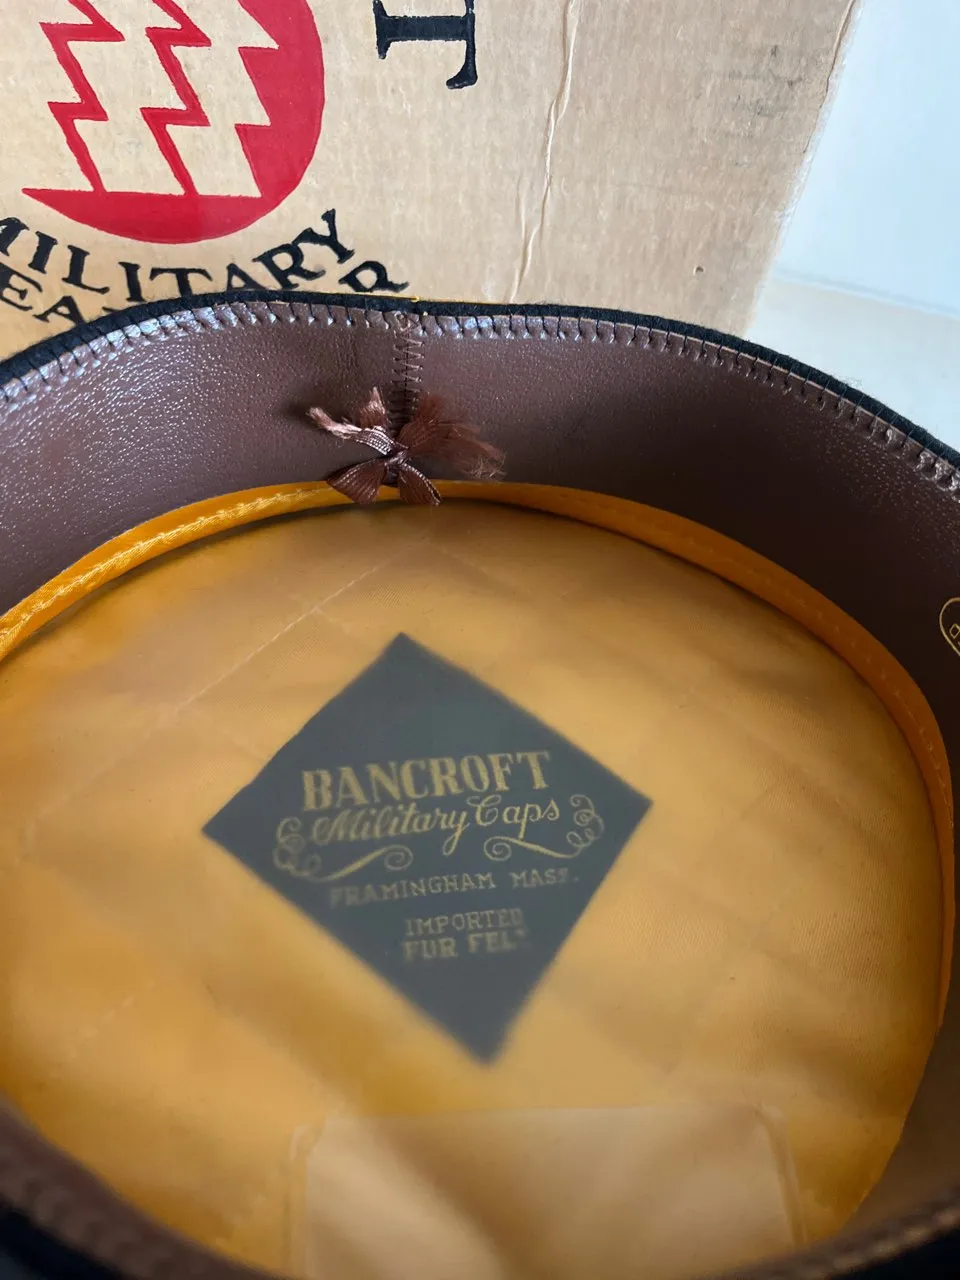 T
MILITARY
BANCROFT
Military Caps
FRAMINGHAM MASS.
IMPORTED
FUR FELT